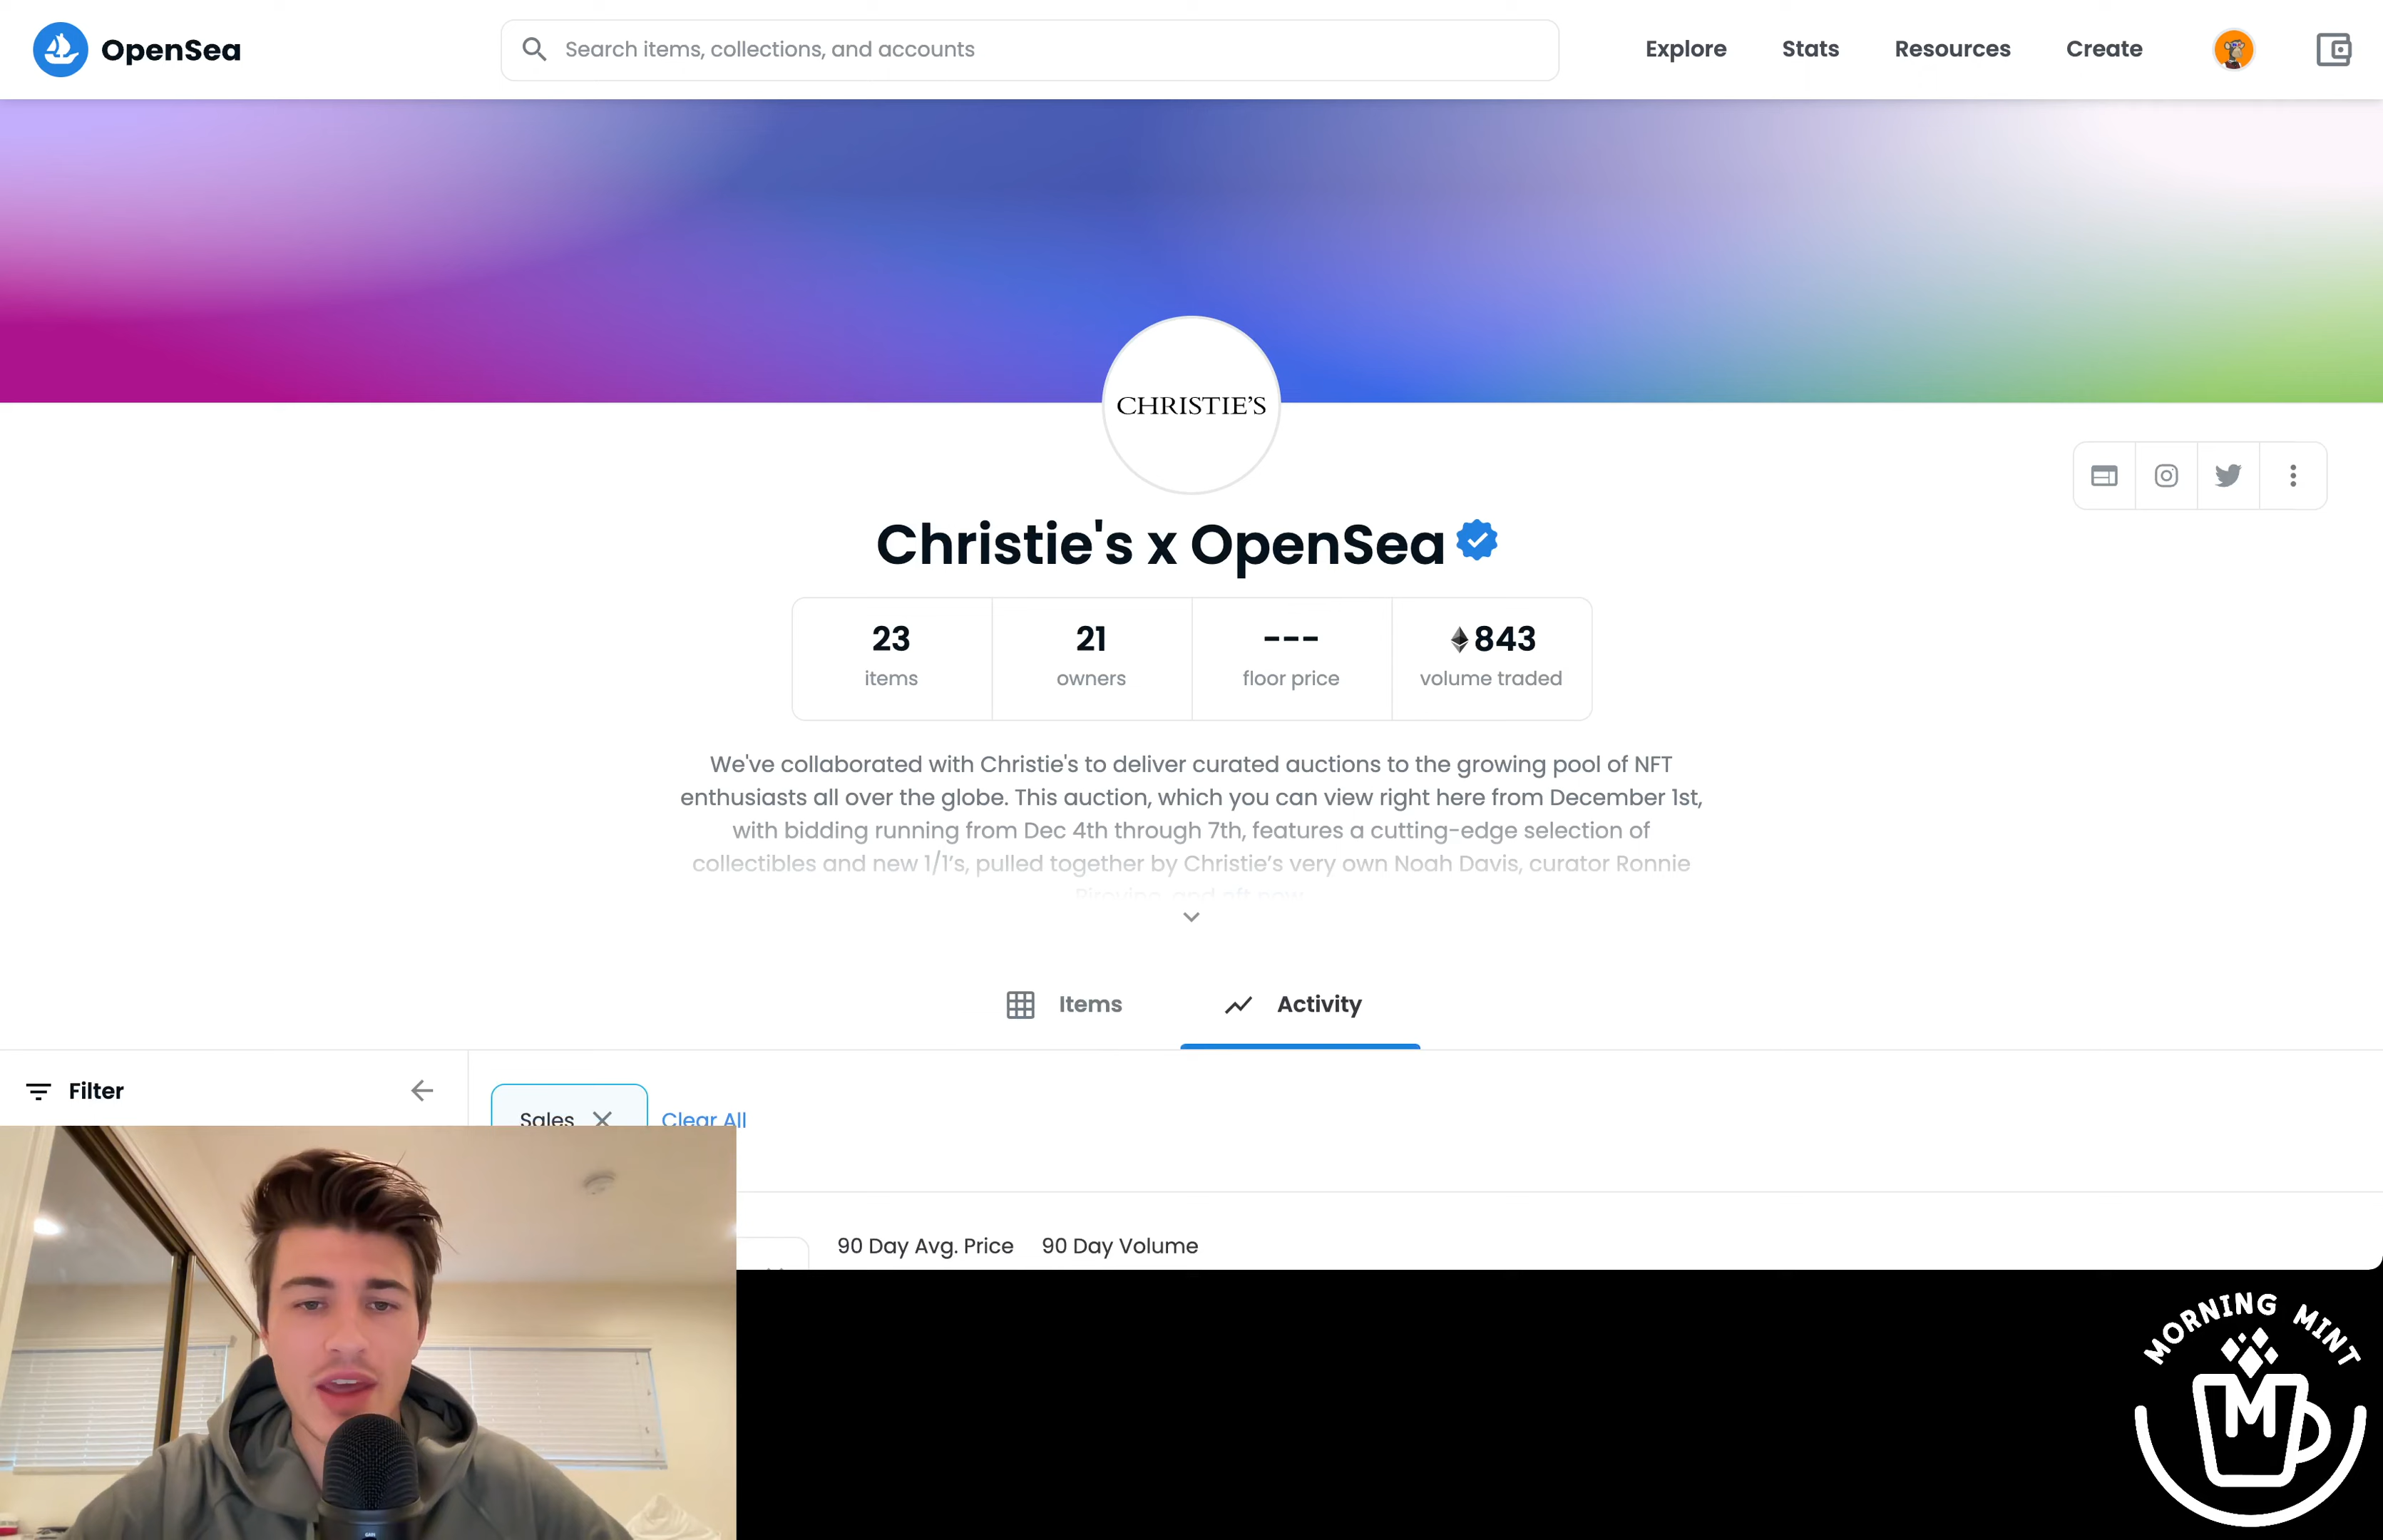 OpenSea
Search items, collections, and accounts
Explore
Stats
Resources
Create
CHRISTIE'S
Christie's x OpenSea
23
21
---
843
items
owners
floor price
volume traded
We've collaborated with Christie's to deliver curated auctions to the growing pool of NFT
enthusiasts all over the globe. This auction, which you can view right here from December 1st,
with bidding running from Dec 4th through 7th, features a cutting-edge selection of
collectibles and new 1/1's, pulled together by Christie's very own Noah Davis, curator Ronnie
and nft now
Items
Activity
Filter
Sales
Clear All
90 Day Avg. Price
90 Day Volume
MORNING MINT
M